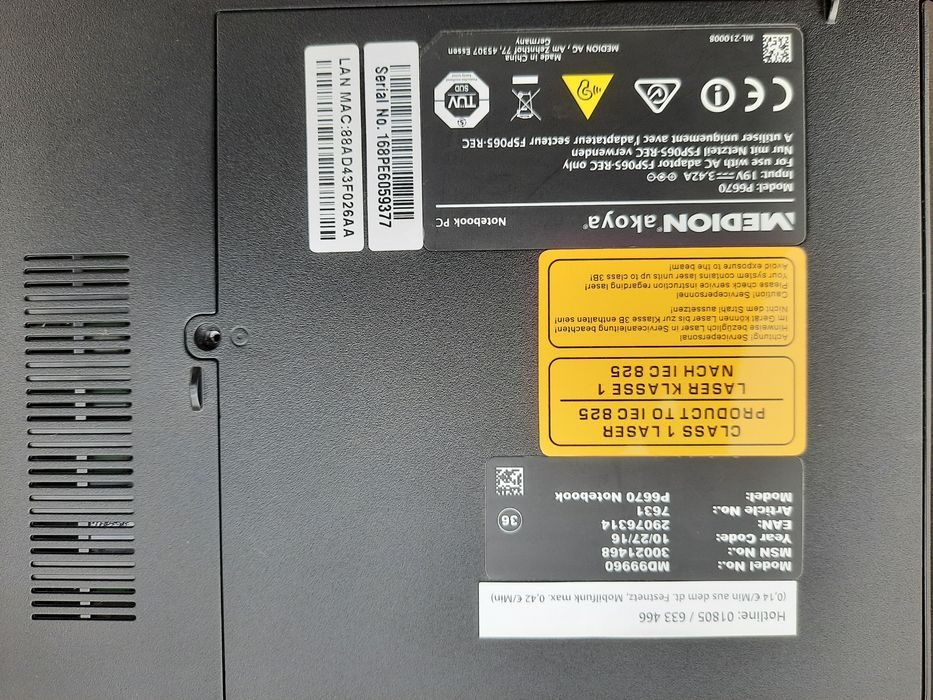 Hotline: 01805 / 633 466
(0,14 €/Min aus dem dt. Festnetz, Mobilfunk max. 0,42 €/Min)
Model No.: MD99960
MSN No.: 30021468
Year Code: 10/27/16
EAN: 29076314
Article No.: 7631
Model: P6670 Notebook
36
CLASS 1 LASER
PRODUCT TO IEC 825
LASER KLASSE 1
NACH IEC 825
Achtung! Servicepersonal
Hinweise bezüglich Laser in Serviceanleitung beachten!
Im Gerät können Laser bis zur Klasse 3B enthalten sein!
Nicht dem Strahl aussetzen!
Caution! Servicepersonnel
Please check service instruction regarding laser!
Your system contains laser units up to class 3B!
Avoid exposure to the beam!
MEDION® akoya® Notebook PC
Model: P6670
Input: 19V 3.42A
For use with AC adaptor FSP065-REC only
Nur mit Netzteil FSP065-REC verwenden
A utiliser uniquement avec l'adaptateur secteur FSP065-REC
CE
TÜV
SÜD
ML-210008
MEDION AG, Am Zehnthof 77, 45307 Essen
Germany
Made in China
Serial No. 168PE6059377
LAN MAC:88AD43F026AA